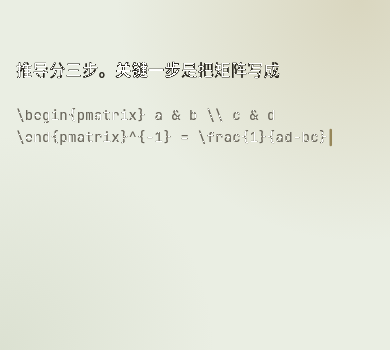 推导分三步。关键一步是把矩阵写成
\begin{pmatrix} a & b \\ c & d
\end{pmatrix}^{-1} = \frac{1}{ad-bc}